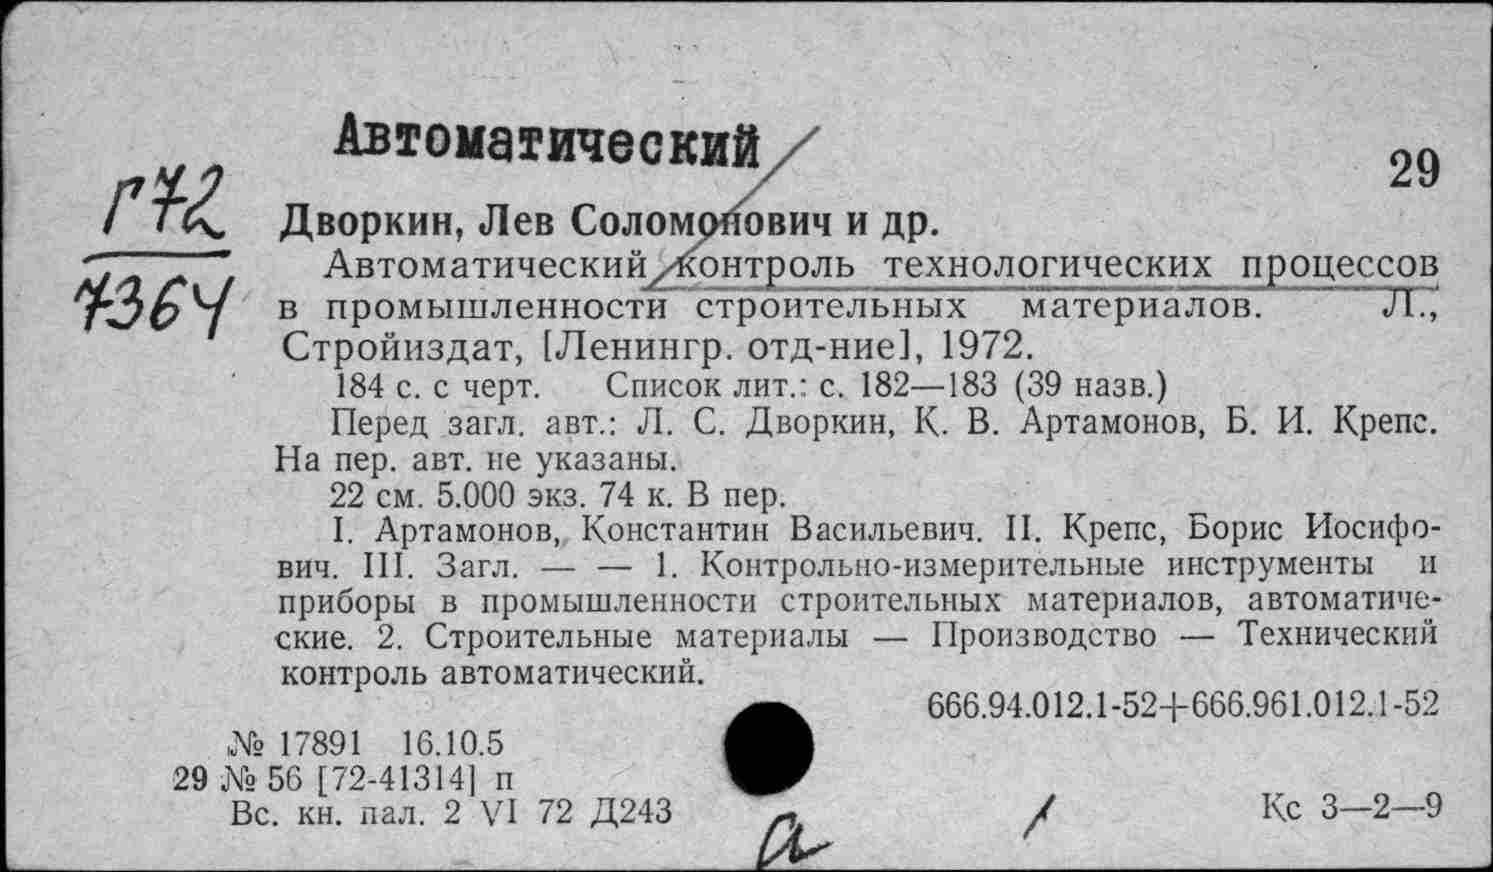 Автоматический /
29
Г72
7364
Дворкин, Лев Соломонович и др.
Автоматический контроль технологических процессов
в промышленности строительных материалов. Л.,
Стройиздат, [Ленингр. отд-ние], 1972.
184 с. с черт. Список лит.: с. 182—183 (39 назв.)
Перед загл. авт.: Л. С. Дворкин, К. В. Артамонов, Б. И. Крепс.
На пер. авт. не указаны.
22 см. 5.000 экз. 74 к. В пер.
I. Артамонов, Константин Васильевич. II. Крепс, Борис Иосифо-
вич. III. Загл. — — 1. Контрольно-измерительные инструменты и
приборы в промышленности строительных материалов, автоматиче-
ские. 2. Строительные материалы — Производство — Технический
контроль автоматический.
666.94.012.1-52+666.961.012.1-52
№ 17891 16.10.5
29 № 56 [72-41314] п
Вс. кн. пал. 2 VI 72 Д243
а
/
Кс 3—2—9